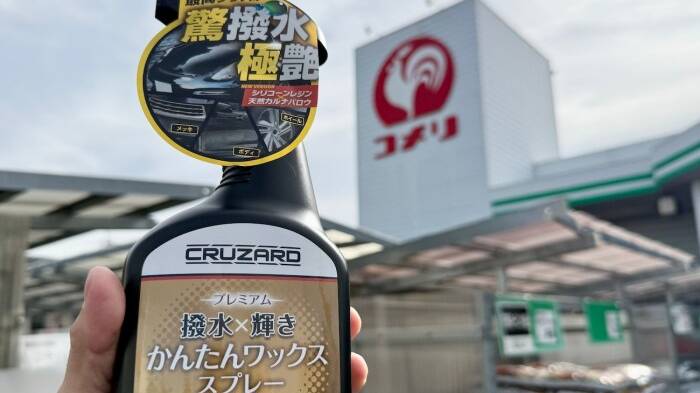 驚撥水
極艶
NEW VERSION
シリコーンレジン
天然カルナバロウ
メッキ
ホイール
ボディ
コメリ
CRUZARD
プレミアム
撥水×輝き
かんたんワックス
スプレー